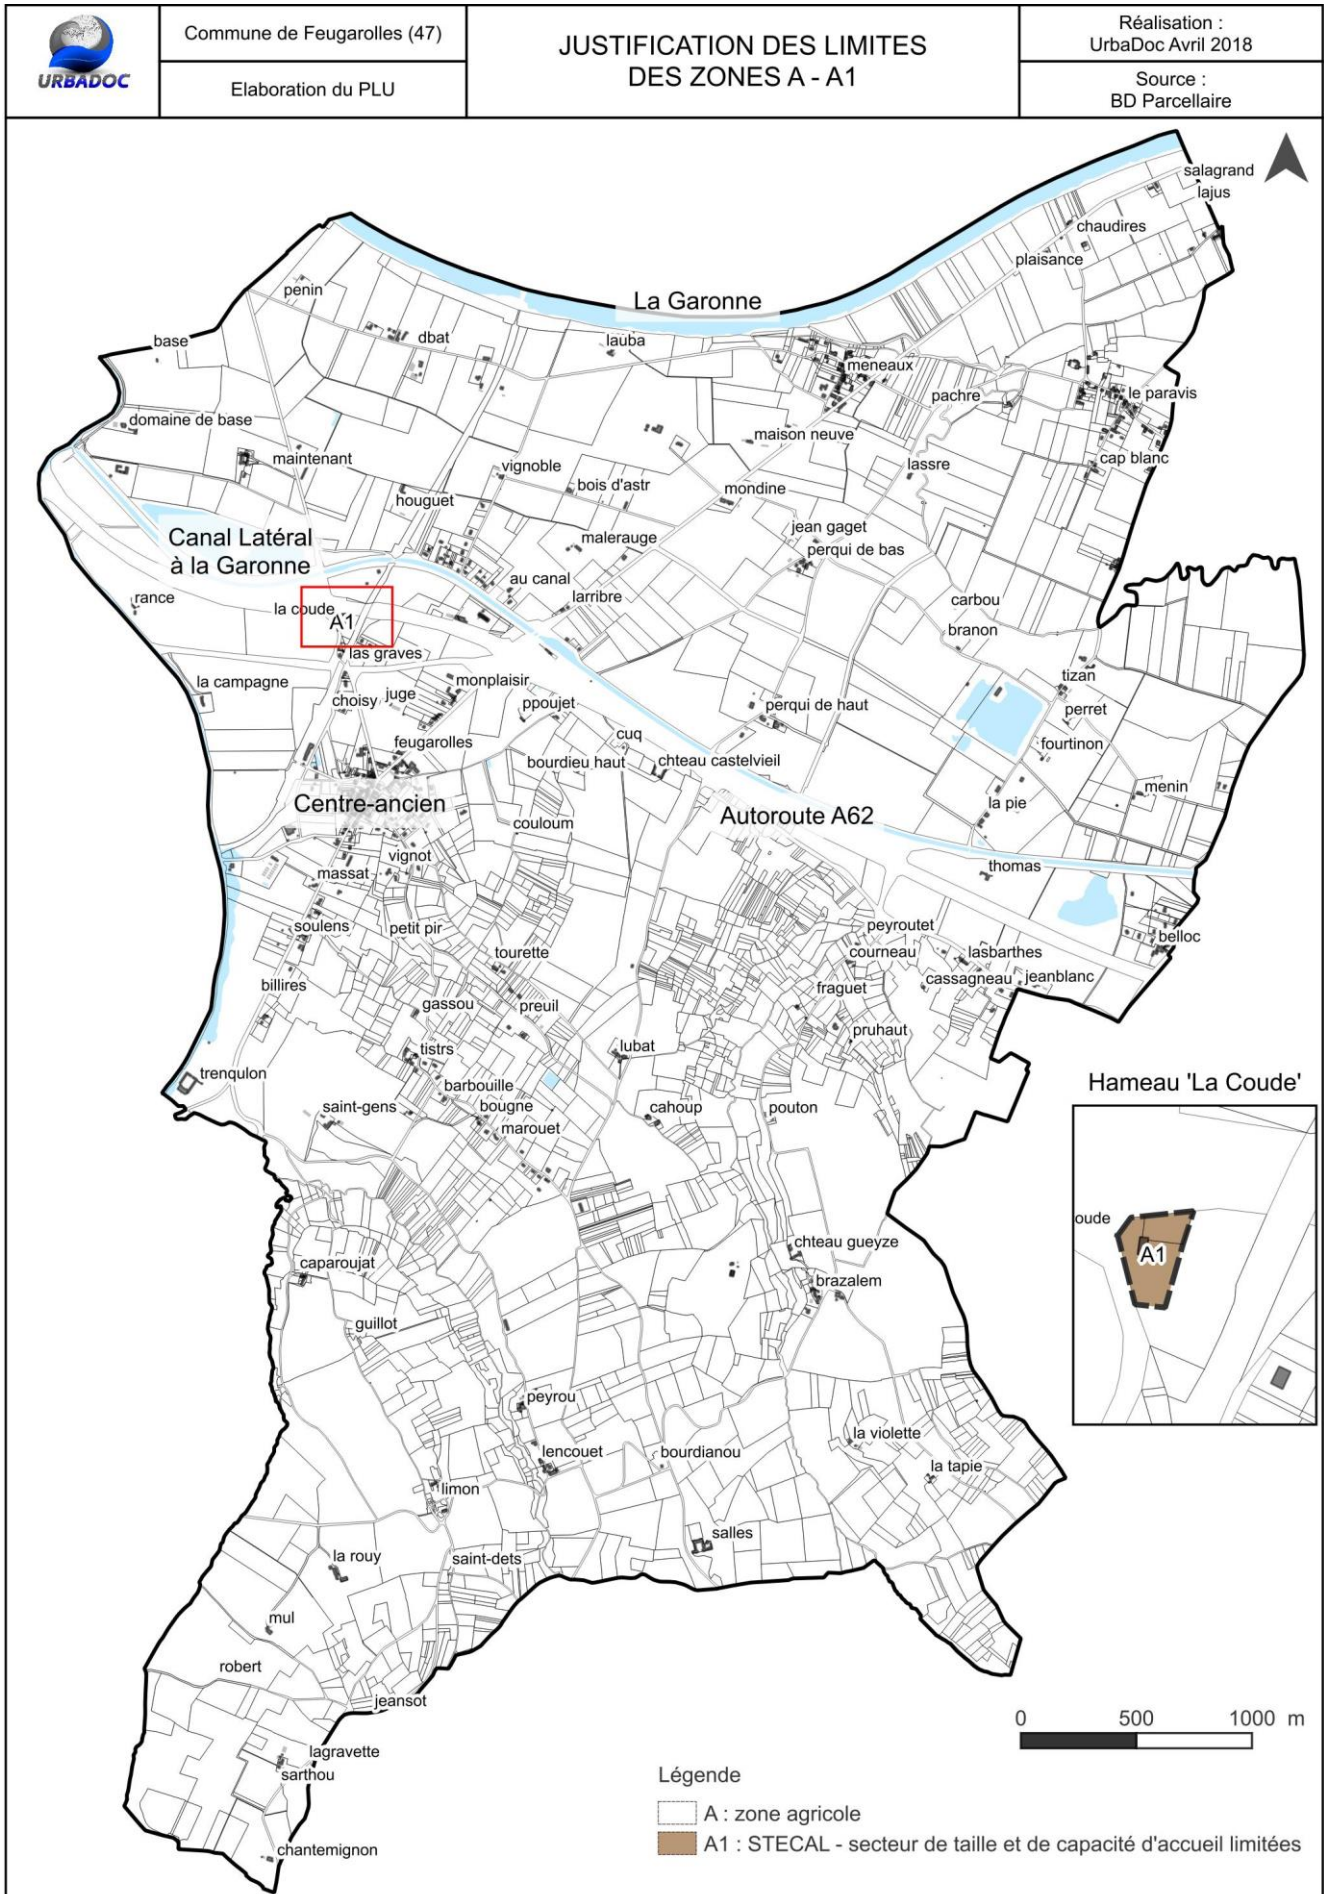 URBADOC
Commune de Feugarolles (47)
Elaboration du PLU
JUSTIFICATION DES LIMITES
DES ZONES A - A1
Réalisation :
UrbaDoc Avril 2018
Source :
BD Parcellaire
salagrand
lajus
chaudires
plaisance
penin
La Garonne
base
dbat
lauba
meneaux
pachre
le paravis
domaine de base
maintenant
maison neuve
cap blanc
vignoble
lassre
houguet
bois d'astr
mondine
Canal Latéral
à la Garonne
malerauge
jean gaget
perqui de bas
au canal
larribre
rance
la coude
A1
carbou
branon
las graves
la campagne
choisy
juge
monplaisir
ppoujet
tizan
perret
perqui de haut
feugarolles
cuq
fourtinon
bourdieu haut
chteau castelvieil
menin
Centre-ancien
la pie
Autoroute A62
couloum
vignot
massat
thomas
soulens
petit pir
peyroutet
belloc
tourette
courneau
lasbarthes
billires
fraguet
cassagneau
jeanblanc
gassou
preuil
pruhaut
tistrs
lubat
trenqulon
barbouille
saint-gens
bougne
marouet
cahoup
pouton
Hameau 'La Coude'
oude
A1
chteau gueyze
caparoujat
brazalem
guillot
peyrou
la violette
lencouet
bourdianou
la tapie
limon
salles
la rouy
saint-dets
mul
robert
jeansot
0 500 1000 m
lagravette
sarthou
Légende
A : zone agricole
A1 : STECAL - secteur de taille et de capacité d'accueil limitées
chantemignon